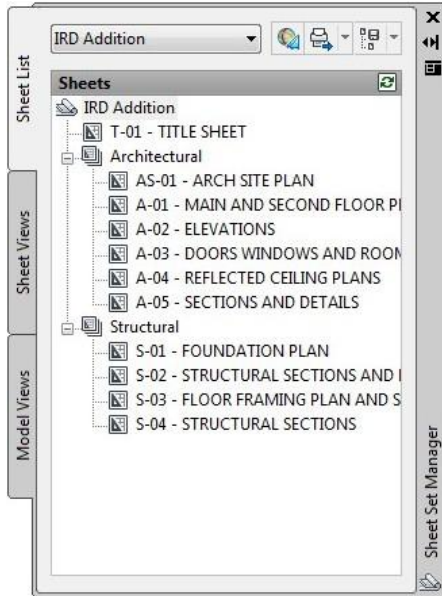 IRD Addition
Sheet List
Sheets
IRD Addition
T-01 - TITLE SHEET
Architectural
AS-01 - ARCH SITE PLAN
A-01 - MAIN AND SECOND FLOOR
A-02 - ELEVATIONS
A-03 - DOORS WINDOWS AND
A-04 - REFLECTED CEILING PLANS
A-05 - SECTIONS AND DETAILS
Sheet Views
Structural
S-01 - FOUNDATION PLAN
S-02 - STRUCTURAL SECTIONS AND
S-03 - FLOOR FRAMING PLAN AND S
S-04 - STRUCTURAL SECTIONS
Model Views
Sheet Set Manager